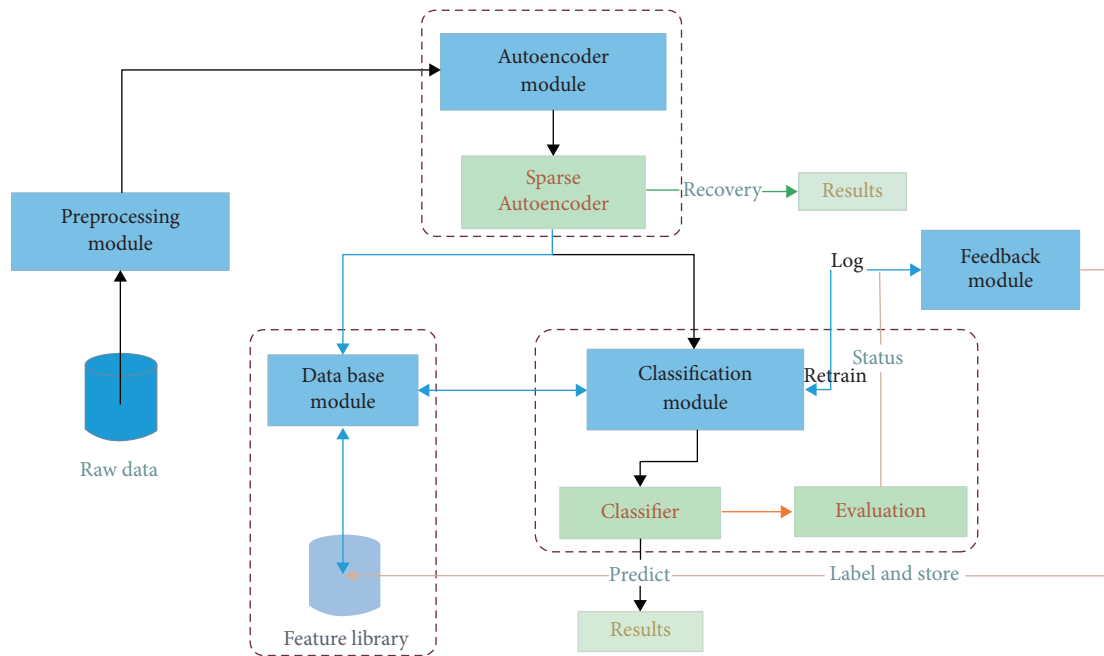 Autoencoder
module
Sparse
Autoencoder
Recovery
Results
Preprocessing
module
Log
Feedback
module
Data base
module
Classification
module
Status
Retrain
Raw data
Classifier
Evaluation
Predict
Label and store
Feature library
Results